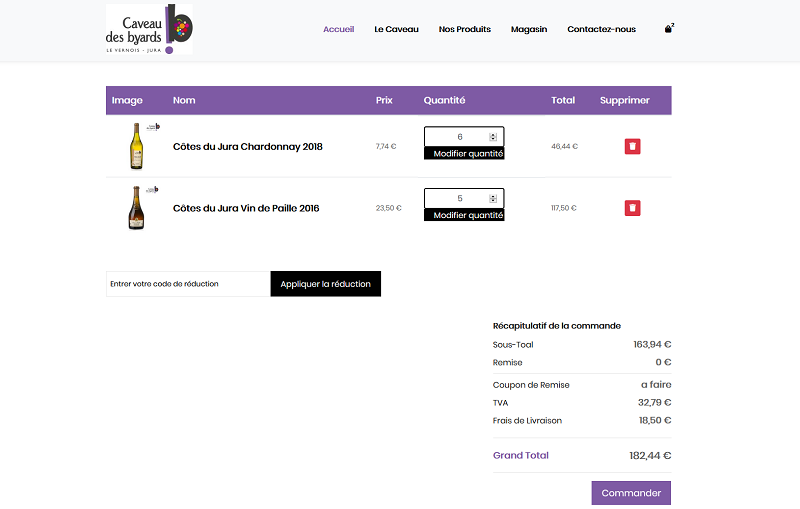 Caveau
des byards
LE VERNOIS - JURA
Accueil Le Caveau Nos Produits Magasin Contactez-nous 2
Image Nom Prix Quantité Total Supprimer
Côtes du Jura Chardonnay 2018 7,74 € 6 46,44 €
Modifier quantité
Côtes du Jura Vin de Paille 2016 23,50 € 5 117,50 €
Modifier quantité
Entrer votre code de réduction Appliquer la réduction
Récapitulatif de la commande
Sous-Toal 163,94 €
Remise 0 €
Coupon de Remise a faire
TVA 32,79 €
Frais de Livraison 18,50 €
Grand Total 182,44 €
Commander